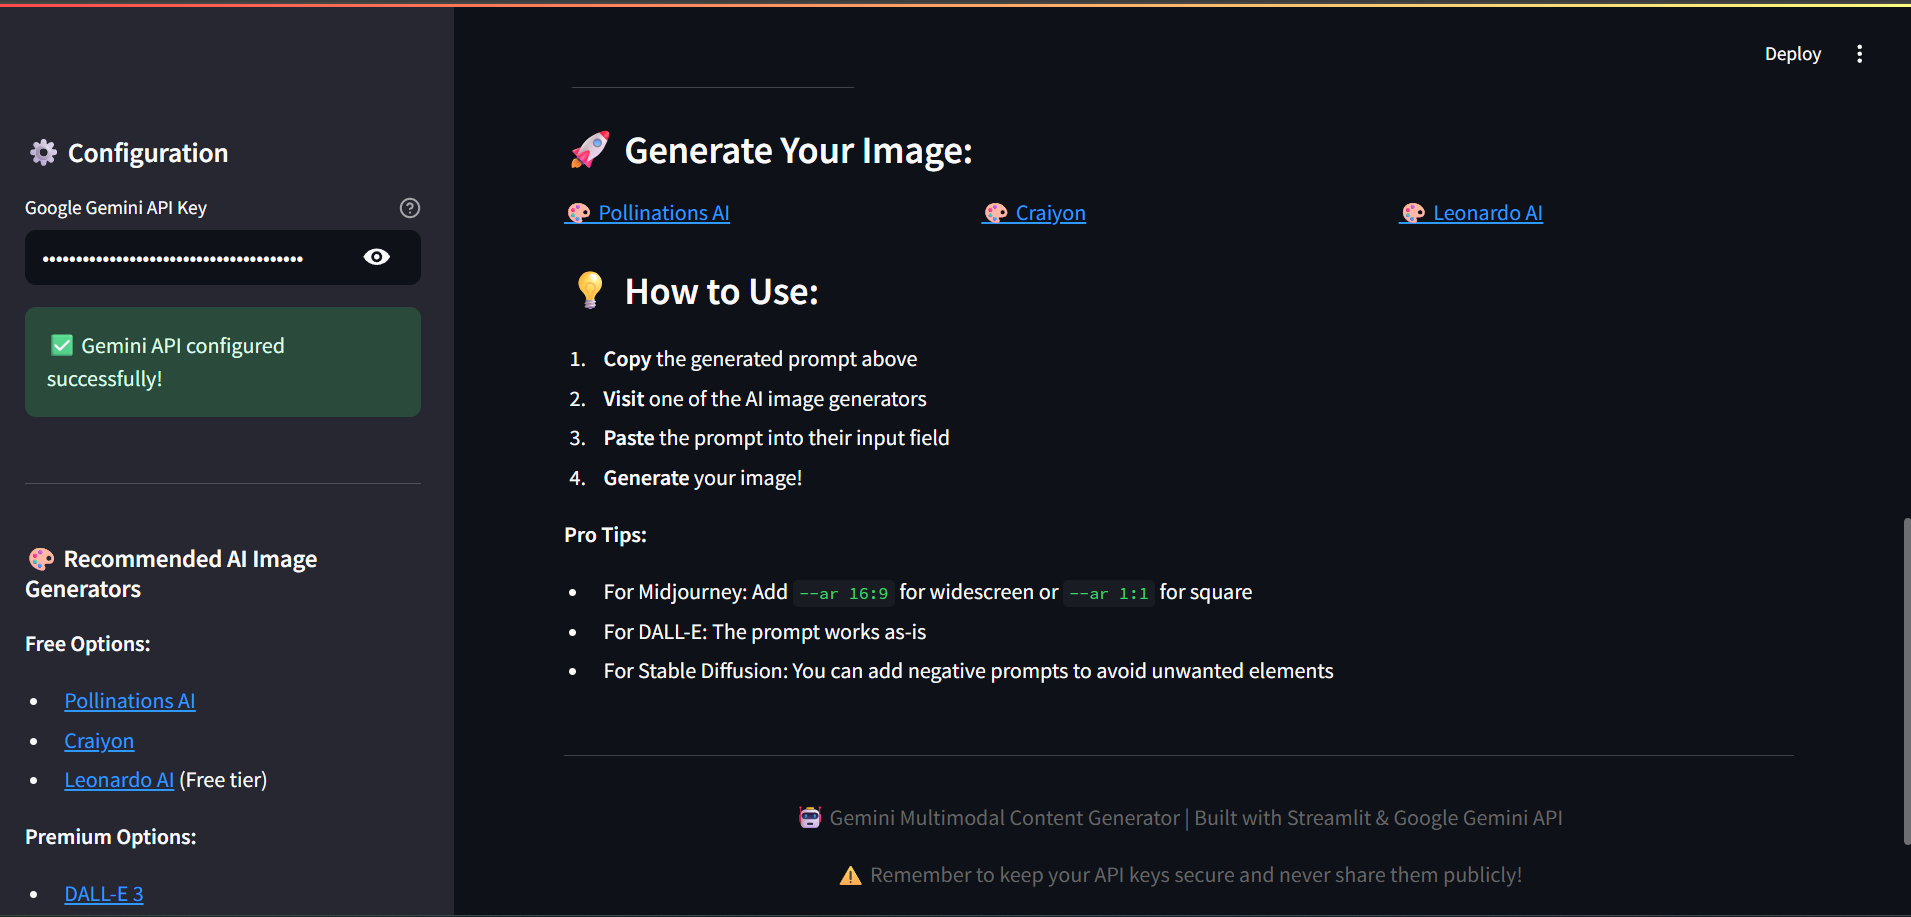 Deploy
Configuration
Google Gemini API Key
Gemini API configured
successfully!
Recommended AI Image
Generators
Free Options:
Pollinations AI
Craiyon
Leonardo AI (Free tier)
Premium Options:
DALL-E 3
Generate Your Image:
Pollinations AI
Craiyon
Leonardo AI
How to Use:
1. Copy the generated prompt above
2. Visit one of the AI image generators
3. Paste the prompt into their input field
4. Generate your image!
Pro Tips:
For Midjourney: Add --ar 16:9 for widescreen or --ar 1:1 for square
For DALL-E: The prompt works as-is
For Stable Diffusion: You can add negative prompts to avoid unwanted elements
Gemini Multimodal Content Generator | Built with Streamlit & Google Gemini API
Remember to keep your API keys secure and never share them publicly!